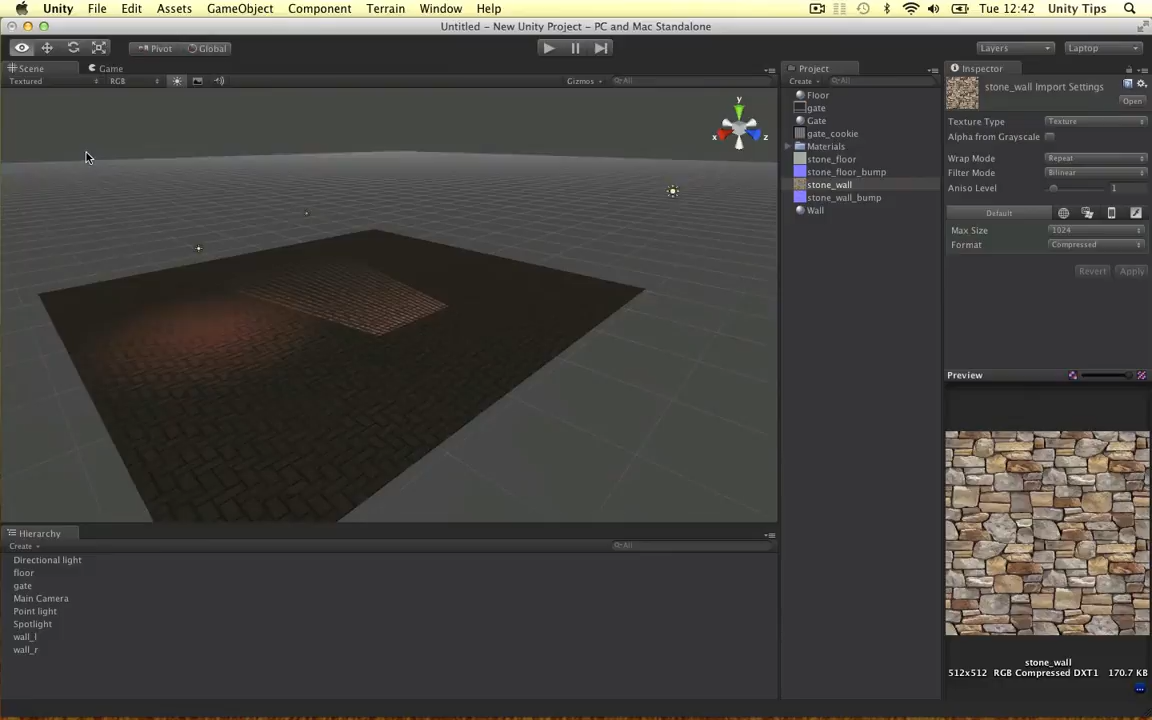 Unity File Edit Assets GameObject Component Terrain Window Help Tue 12:42 Unity Tips
Untitled - New Unity Project - PC and Mac Standalone
Pivot Global Layers Laptop
Scene Game
Textured RGB Gizmos All
y
x
z
Project
Create All
Floor
gate
Gate
gate_cookie
Materials
stone_floor
stone_floor_bump
stone_wall
stone_wall_bump
Wall
Inspector
stone_wall Import Settings
Open
Texture Type Texture
Alpha from Grayscale
Wrap Mode Repeat
Filter Mode Bilinear
Aniso Level 1
Default
Max Size 1024
Format Compressed
Revert Apply
Preview
stone_wall
512x512 RGB Compressed DXT1 170.7 KB
Hierarchy
Create All
Directional light
floor
gate
Main Camera
Point light
Spotlight
wall_l
wall_r